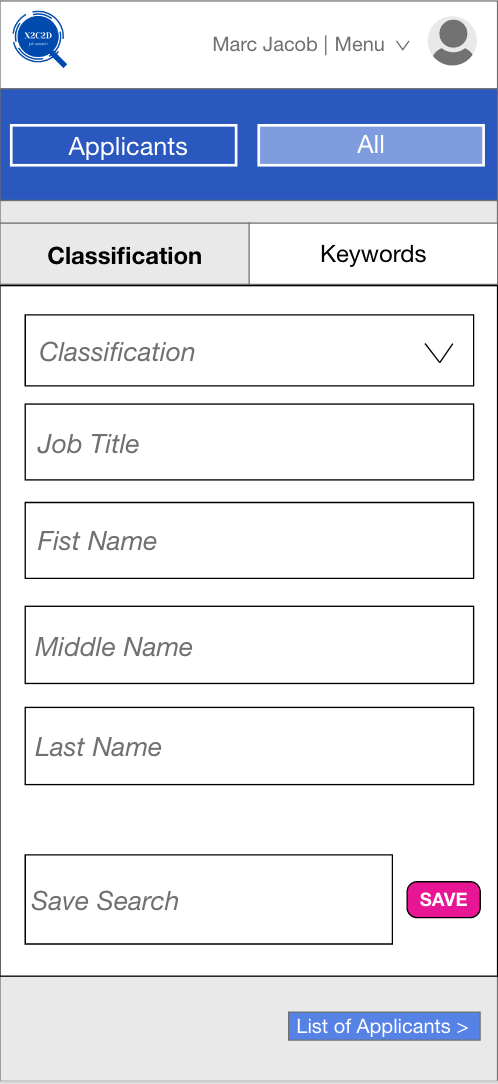 X2C2D
Marc Jacob | Menu
Applicants
All
Classification
Keywords
Classification
Job Title
Fist Name
Middle Name
Last Name
Save Search
SAVE
List of Applicants >